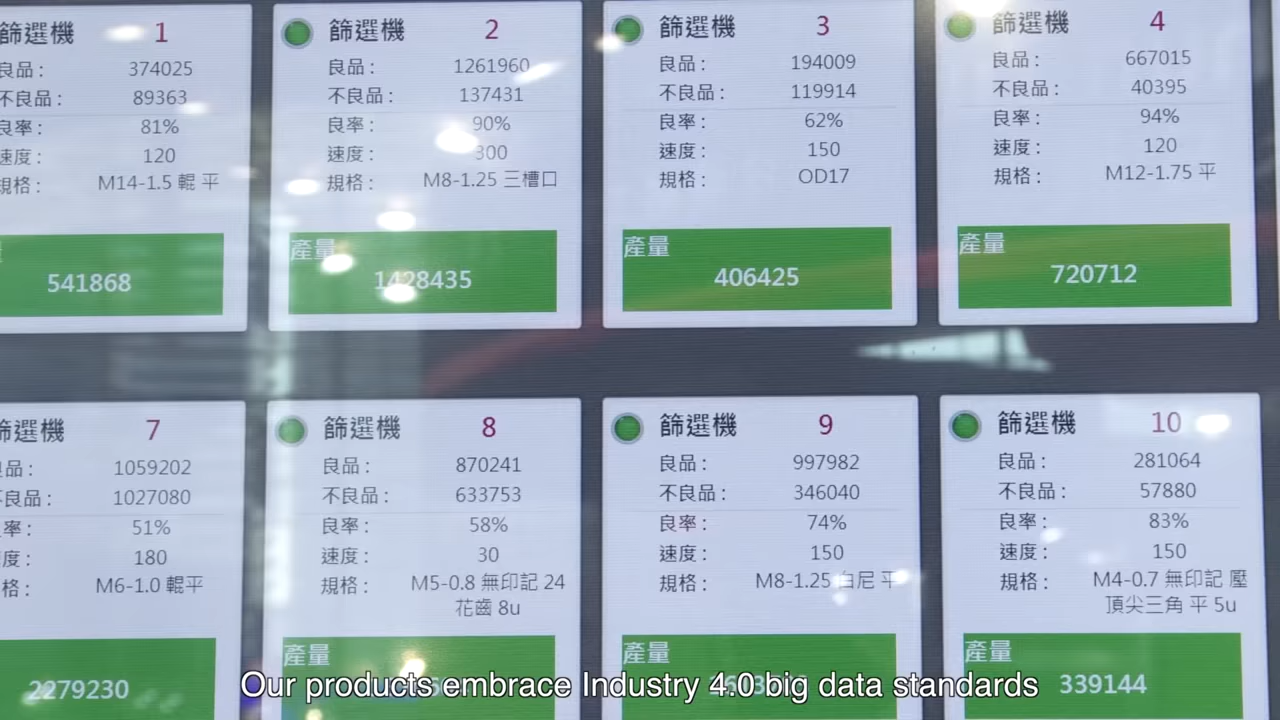 篩選機 1
良品： 374025
不良品： 89363
良率： 81%
速度： 120
規格： M14-1.5 輥 平
541868
篩選機 2
良品： 1261960
不良品： 137431
良率： 90%
速度： 300
規格： M8-1.25 三槽口
產量
1428435
篩選機 3
良品： 194009
不良品： 119914
良率： 62%
速度： 150
規格： OD17
產量
406425
篩選機 4
良品： 667015
不良品： 40395
良率： 94%
速度： 120
規格： M12-1.75 平
產量
720712
篩選機 7
品： 1059202
良品： 1027080
率： 51%
度： 180
格： M6-1.0 輥平
2279230
篩選機 8
良品： 870241
不良品： 633753
良率： 58%
速度： 30
規格： M5-0.8 無印記 24
花齒 8u
產量
篩選機 9
良品： 997982
不良品： 346040
良率： 74%
速度： 150
規格： M8-1.25 白尼 平
產量
篩選機 10
良品： 281064
不良品： 57880
良率： 83%
速度： 150
規格： M4-0.7 無印記 壓
頂尖三角 平 5u
產量
339144
Our products embrace Industry 4.0 big data standards